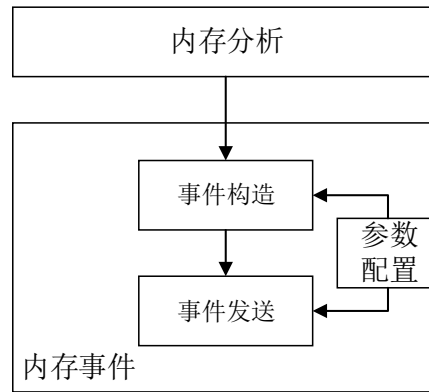 内存分析
事件构造
参数
配置
事件发送
内存事件